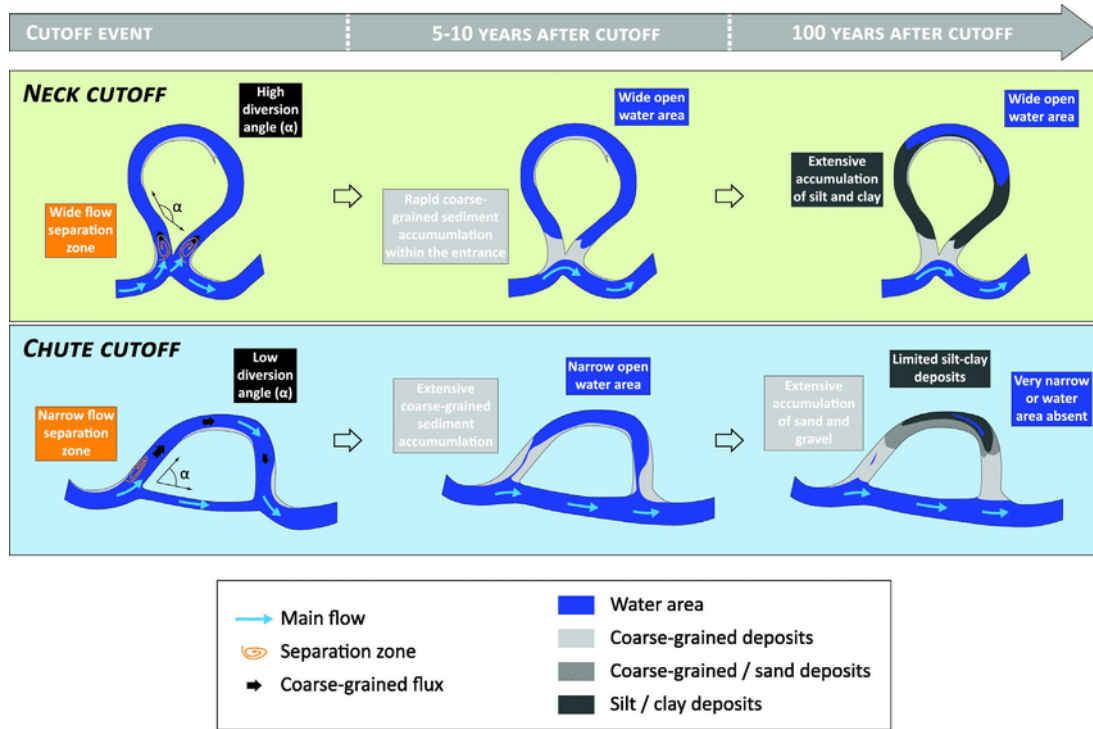 CUTOFF EVENT
5-10 YEARS AFTER CUTOFF
100 YEARS AFTER CUTOFF
NECK CUTOFF
High
diversion
angle (α)
Wide flow
separation
zone
α
Wide open
water area
Rapid coarse-
grained sediment
accumumlation
within the entrance
Wide open
water area
Extensive
accumulation
of silt and clay
CHUTE CUTOFF
Low
diversion
angle (α)
Narrow flow
separation
zone
α
Narrow open
water area
Extensive
coarse-grained
sediment
accumumlation
Limited silt-clay
deposits
Extensive
accumulation
of sand and
gravel
Very narrow
or water
area absent
Main flow
Separation zone
Coarse-grained flux
Water area
Coarse-grained deposits
Coarse-grained / sand deposits
Silt / clay deposits